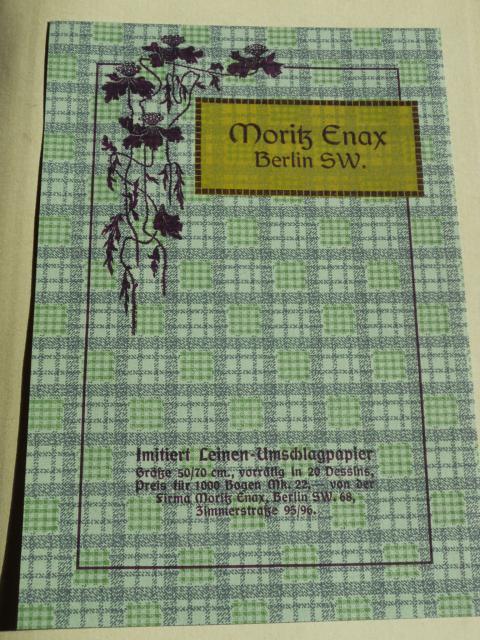 Moritz Enax
Berlin SW.
Imitiert Leinen-Umschlagpapier
Größe 50/70 cm., vorrätig in 20 Dessins,
Preis für 1000 Bogen Mk. 22,— von der
Firma Moritz Enax, Berlin SW. 68,
Zimmerstraße 95/96.